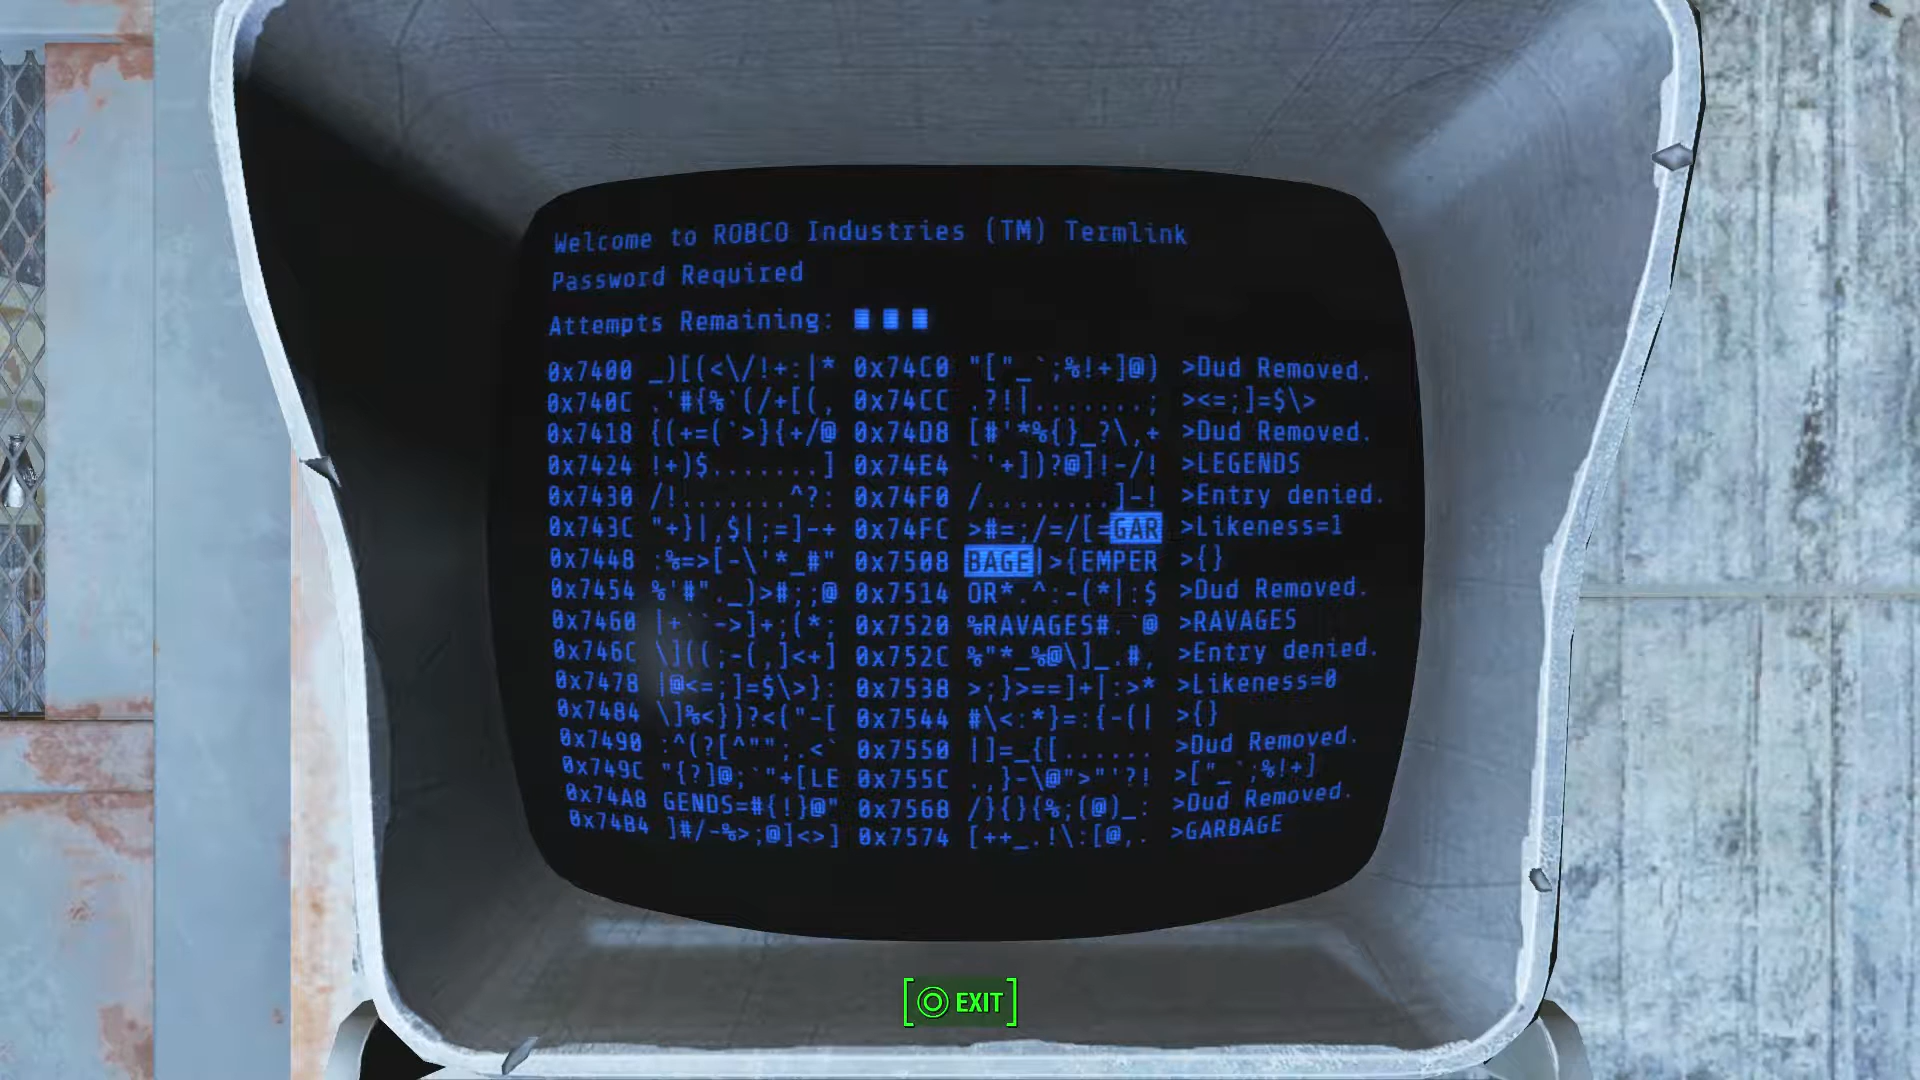 Welcome to ROBCO Industries (TM) Termlink
Password Required
Attempts Remaining: ■ ■ ■
0x7400 _)[(<\/!+:|* 0x74C0 "["_`;%!+]@) >Dud Removed.
0x740C .'#{%`(/+[(, 0x74CC .?!|.......; ><=;]=$\>
0x7418 {(+=(`>}{+/@ 0x74D8 [#'*%{}_?\,+ >Dud Removed.
0x7424 !+)$.......] 0x74E4 `'+])?@]!-/! >LEGENDS
0x7430 /!.......^?: 0x74F0 /........]-! >Entry denied.
0x743C "+}|,$|;=]-+ 0x74FC >#=;/=/[=GAR >Likeness=1
0x7448 :%=>[-\'*_#" 0x7508 BAGE|>{EMPER >{}
0x7454 %'#"._)>#;;@ 0x7514 OR*.^:-(*|:$ >Dud Removed.
0x7460 |+``->]+;(*; 0x7520 %RAVAGES#.`@ >RAVAGES
0x746C \]((;-(,]<+] 0x752C %"*_%@\]_.#, >Entry denied.
0x7478 |@<=;]=$\>}: 0x7538 >;}>==]+|:>* >Likeness=0
0x7484 \]%<})?<("-[ 0x7544 #\<:*}=:{-(| >{}
0x7490 :^(?[^"";.<` 0x7550 |]=_{[...... >Dud Removed.
0x749C "{?]@;`"+[LE 0x755C .,}-\@">"'?! >["_`;%!+]
0x74A8 GENDS=#{!}@" 0x7568 /}{}{%;(@)_: >Dud Removed.
0x74B4 ]#/-%>;@]<>] 0x7574 [++_.!\:[@,. >GARBAGE
[EXIT]